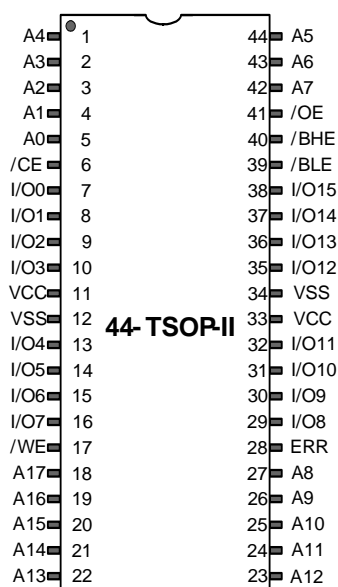 A4 1 44 A5
A3 2 43 A6
A2 3 42 A7
A1 4 41 /OE
A0 5 40 /BHE
/CE 6 39 /BLE
I/O0 7 38 I/O15
I/O1 8 37 I/O14
I/O2 9 36 I/O13
I/O3 10 35 I/O12
VCC 11 34 VSS
VSS 12 44-TSOP-II 33 VCC
I/O4 13 32 I/O11
I/O5 14 31 I/O10
I/O6 15 30 I/O9
I/O7 16 29 I/O8
/WE 17 28 ERR
A17 18 27 A8
A16 19 26 A9
A15 20 25 A10
A14 21 24 A11
A13 22 23 A12